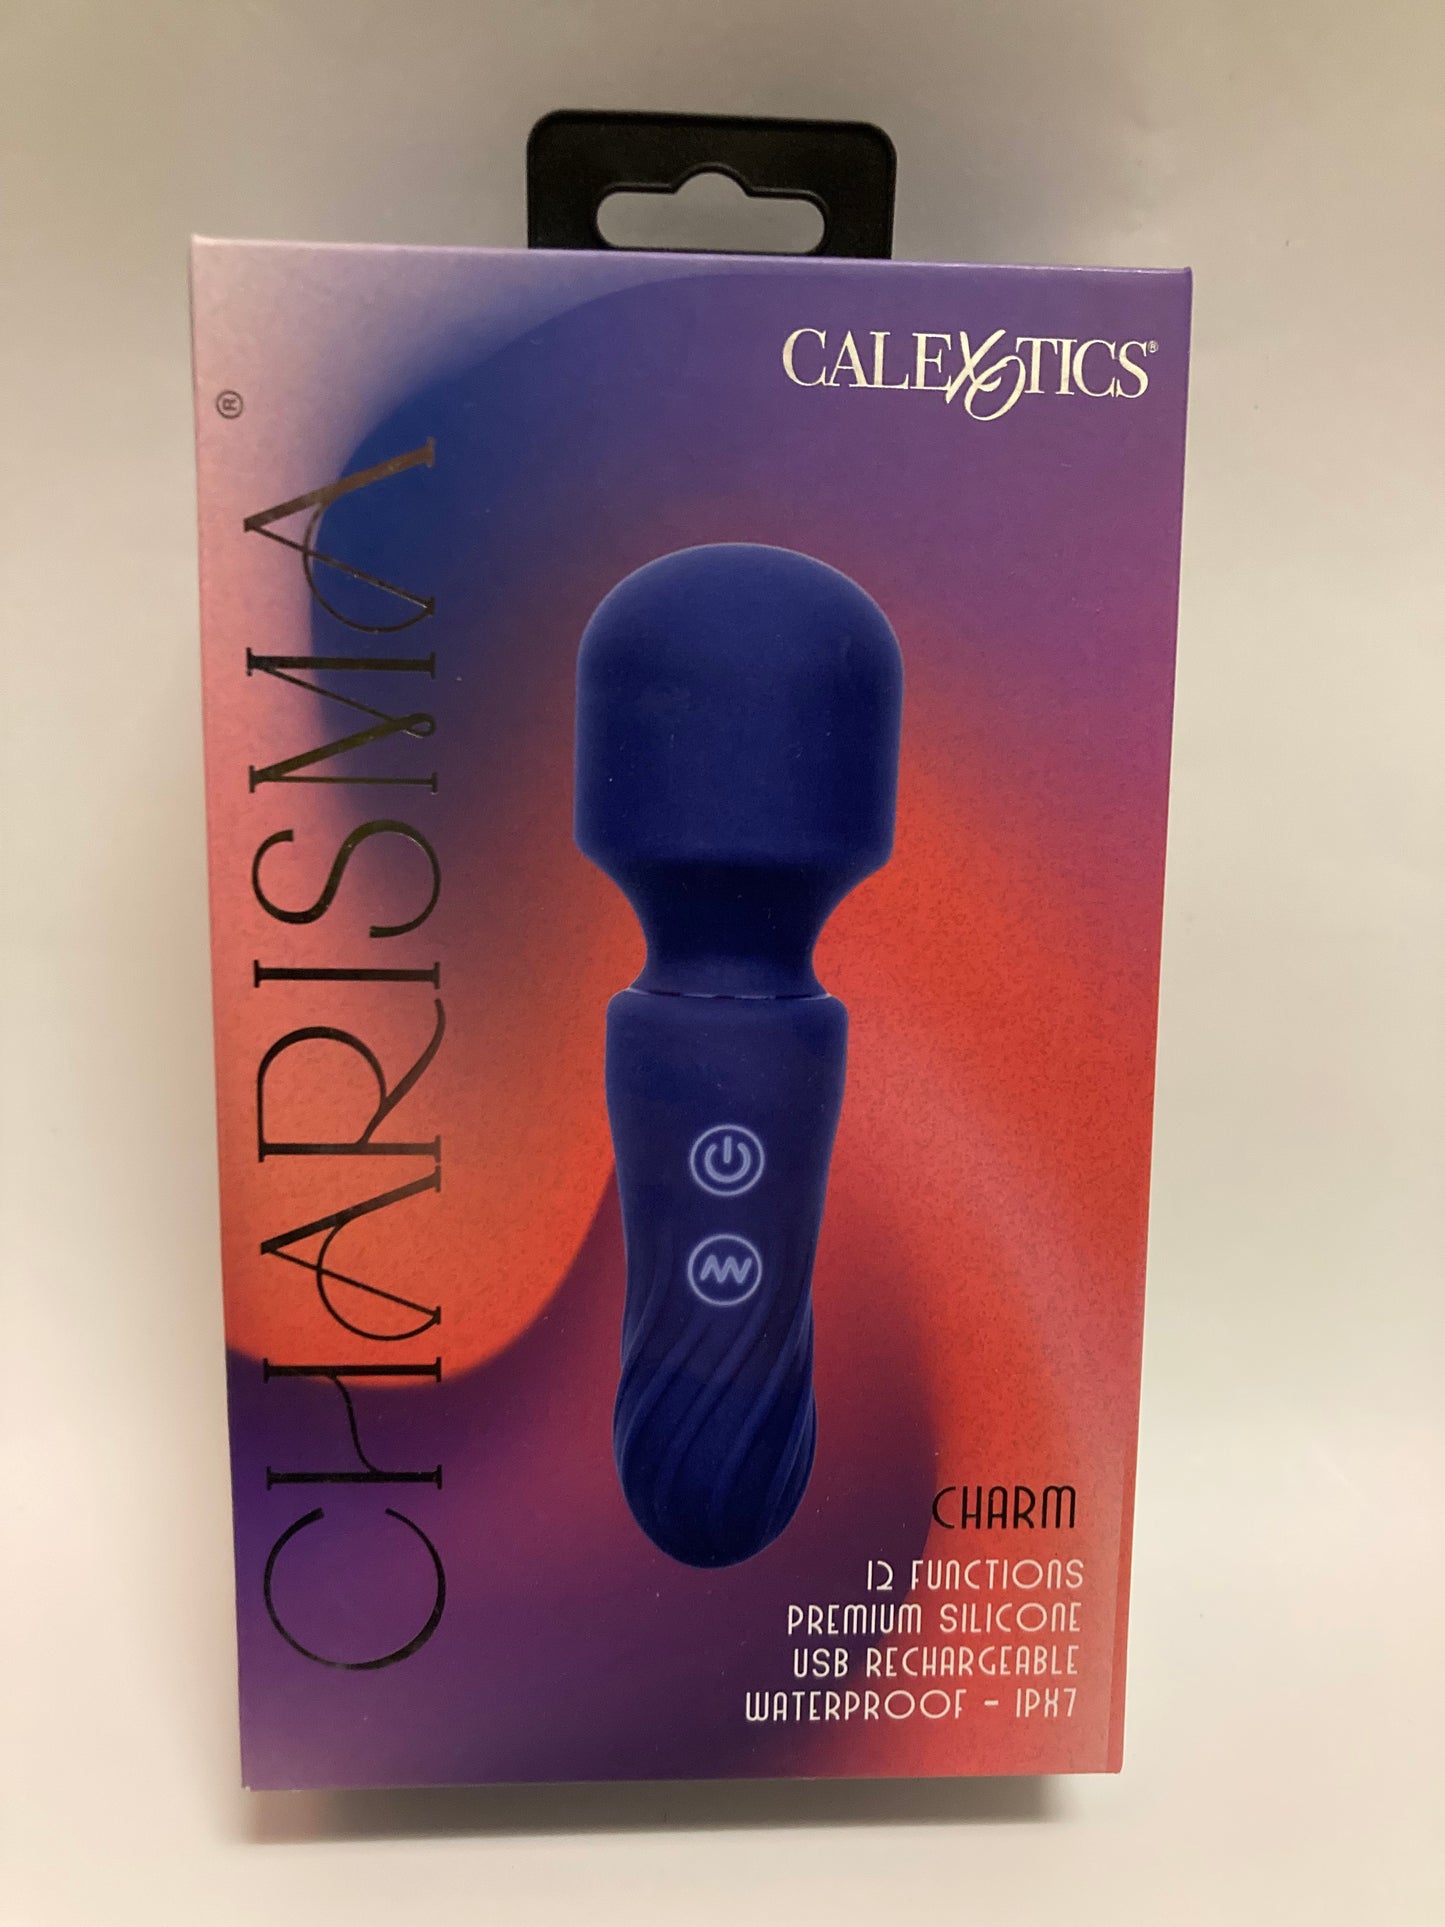 CALEXOTICS®
CHARISMA®
CHARM
12 FUNCTIONS
PREMIUM SILICONE
USB RECHARGEABLE
WATERPROOF - IPX7